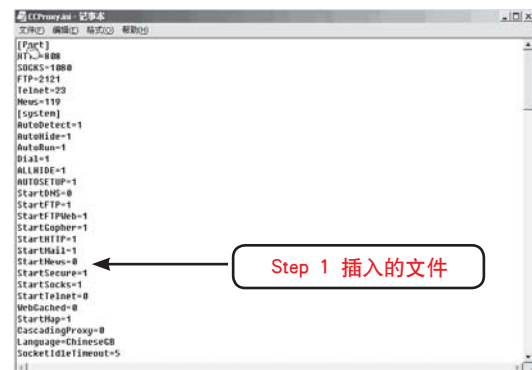 CCProxy.ini - 记事本
文件(F) 编辑(E) 格式(O) 帮助(H)
[Port]
SOCKS=1080
FTP=2121
Telnet=23
News=119
[system]
AutoDetect=1
AutoHide=1
AutoRun=1
Dial=1
ALLHIDE=1
AUTOSETUP=1
StartDNS=0
StartFTP=1
StartFTPWeb=1
StartGopher=1
StartHTTP=1
StartMail=1
StartNews=0
StartSecure=1
StartSocks=1
StartTelnet=0
WebCached=0
StartMap=1
CascadingProxy=0
Language=ChineseGB
SocketIdleTimeout=5
Step 1 插入的文件